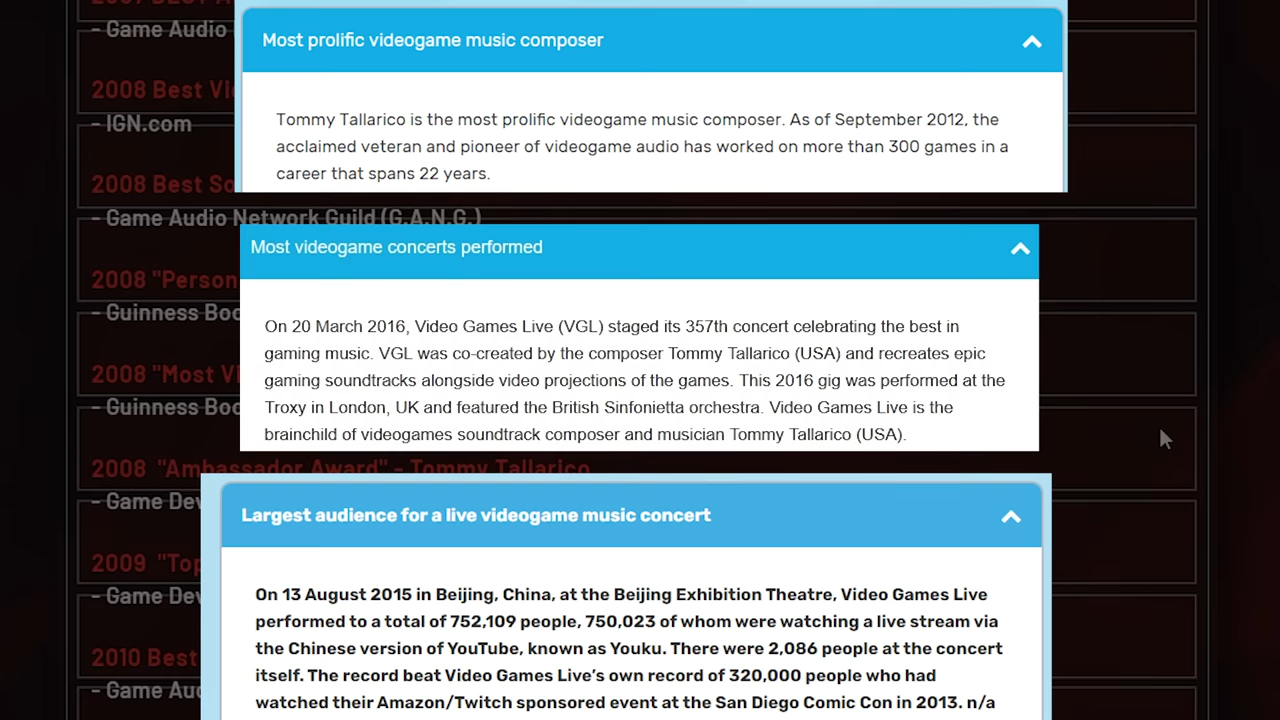 - Game Audio
Most prolific videogame music composer
2008 Best
- IGN.com
Tommy Tallarico is the most prolific videogame music composer. As of September 2012, the
acclaimed veteran and pioneer of videogame audio has worked on more than 300 games in a
career that spans 22 years.
2008 Best
- Game Audio Network Guild (G.A.N.G.)
Most videogame concerts performed
2008 "Person
- Guinness
On 20 March 2016, Video Games Live (VGL) staged its 357th concert celebrating the best in
gaming music. VGL was co-created by the composer Tommy Tallarico (USA) and recreates epic
gaming soundtracks alongside video projections of the games. This 2016 gig was performed at the
Troxy in London, UK and featured the British Sinfonietta orchestra. Video Games Live is the
brainchild of videogames soundtrack composer and musician Tommy Tallarico (USA).
2008 "Most
- Guinness
2008 "Ambassador Award" - Tommy Tallarico
- Game
Largest audience for a live videogame music concert
2009 "Top
- Game
On 13 August 2015 in Beijing, China, at the Beijing Exhibition Theatre, Video Games Live
performed to a total of 752,109 people, 750,023 of whom were watching a live stream via
the Chinese version of YouTube, known as Youku. There were 2,086 people at the concert
itself. The record beat Video Games Live's own record of 320,000 people who had
watched their Amazon/Twitch sponsored event at the San Diego Comic Con in 2013. n/a
2010 Best
- Game